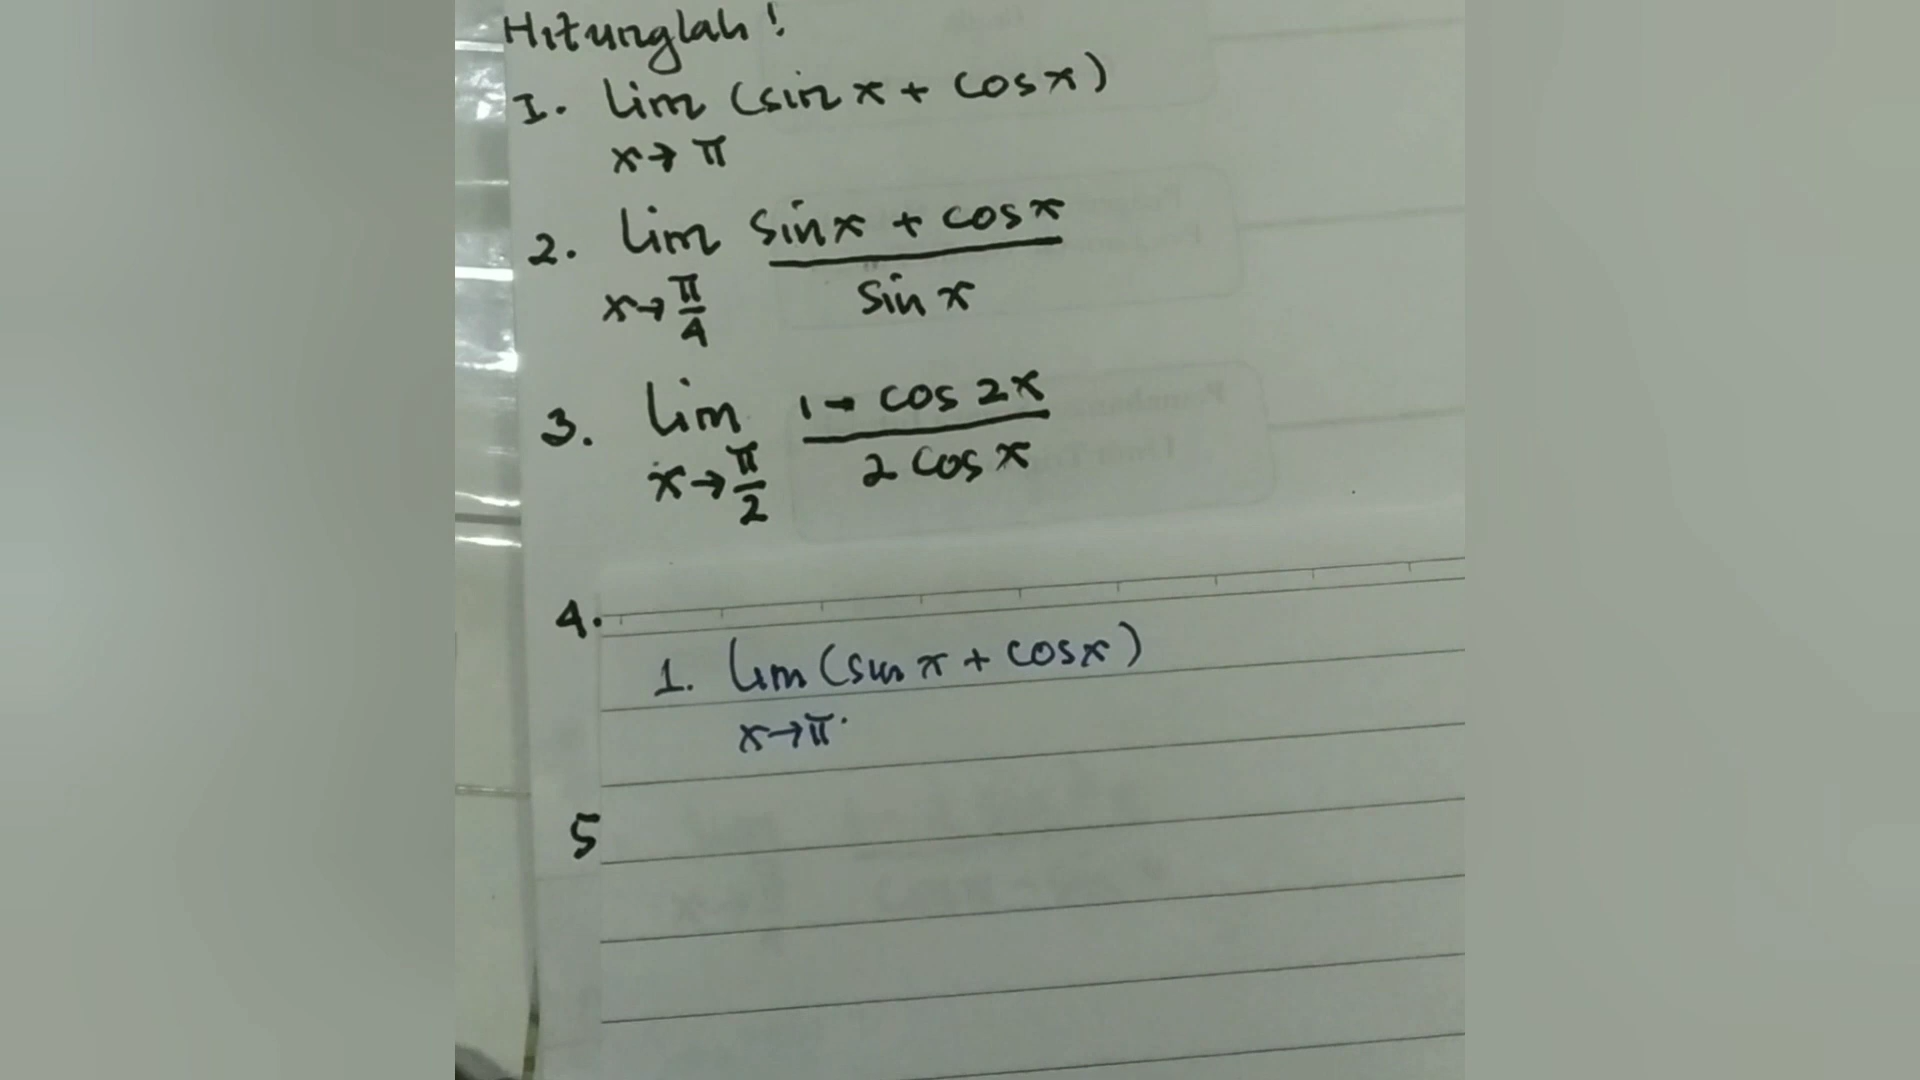 Hitunglah!
1. lim (sin x + cos x)
x→π
2. lim sin x + cos x
x→π/4 sin x
3. lim 1 - cos 2x
x→π/2 2 cos x
4.
1. lim (sin x + cos x)
x→π
5